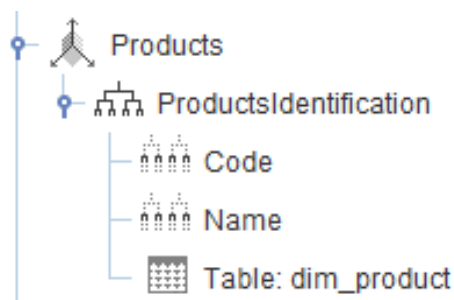 Products
ProductsIdentification
Code
Name
Table: dim_product